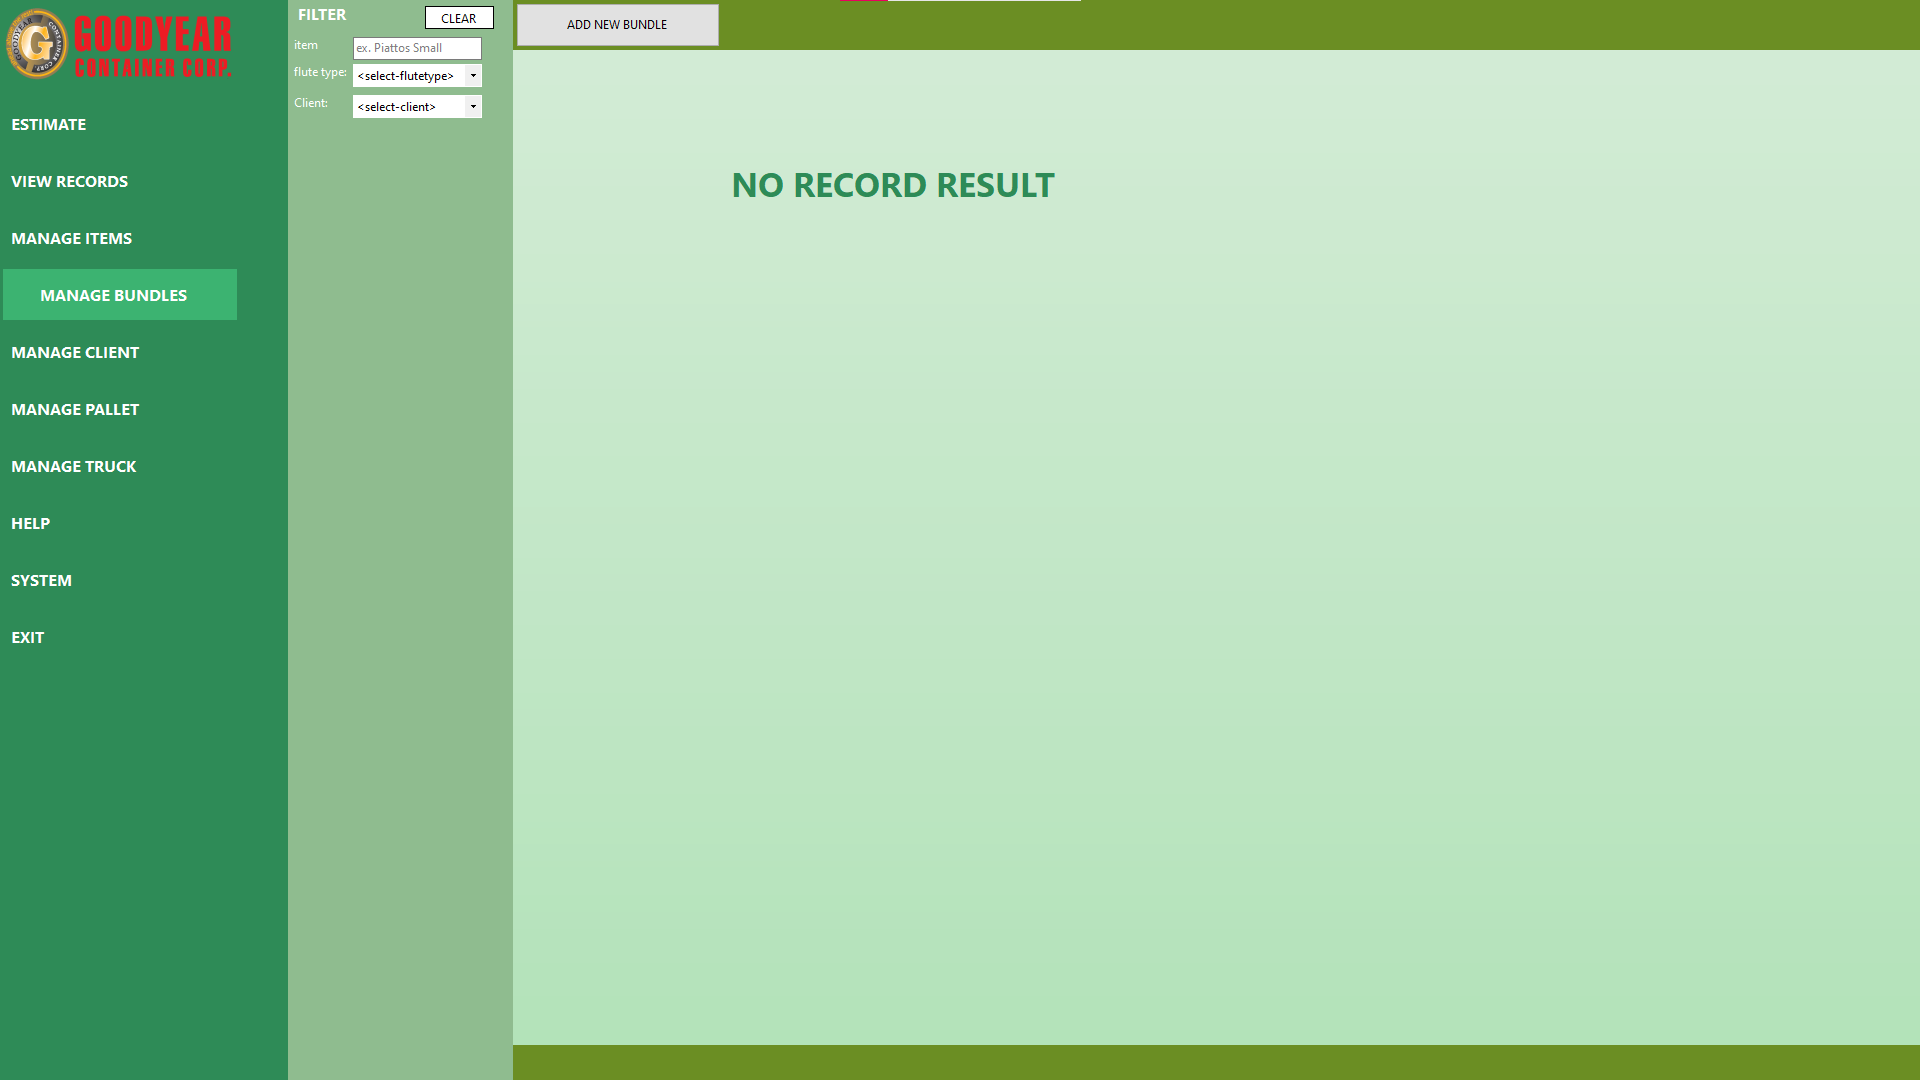 GOODYEAR
CONTAINER CORP.
ESTIMATE
VIEW RECORDS
MANAGE ITEMS
MANAGE BUNDLES
MANAGE CLIENT
MANAGE PALLET
MANAGE TRUCK
HELP
SYSTEM
EXIT
FILTER
CLEAR
item
ex. Piattos Small
flute type:
<select-flutetype>
Client:
<select-client>
ADD NEW BUNDLE
NO RECORD RESULT